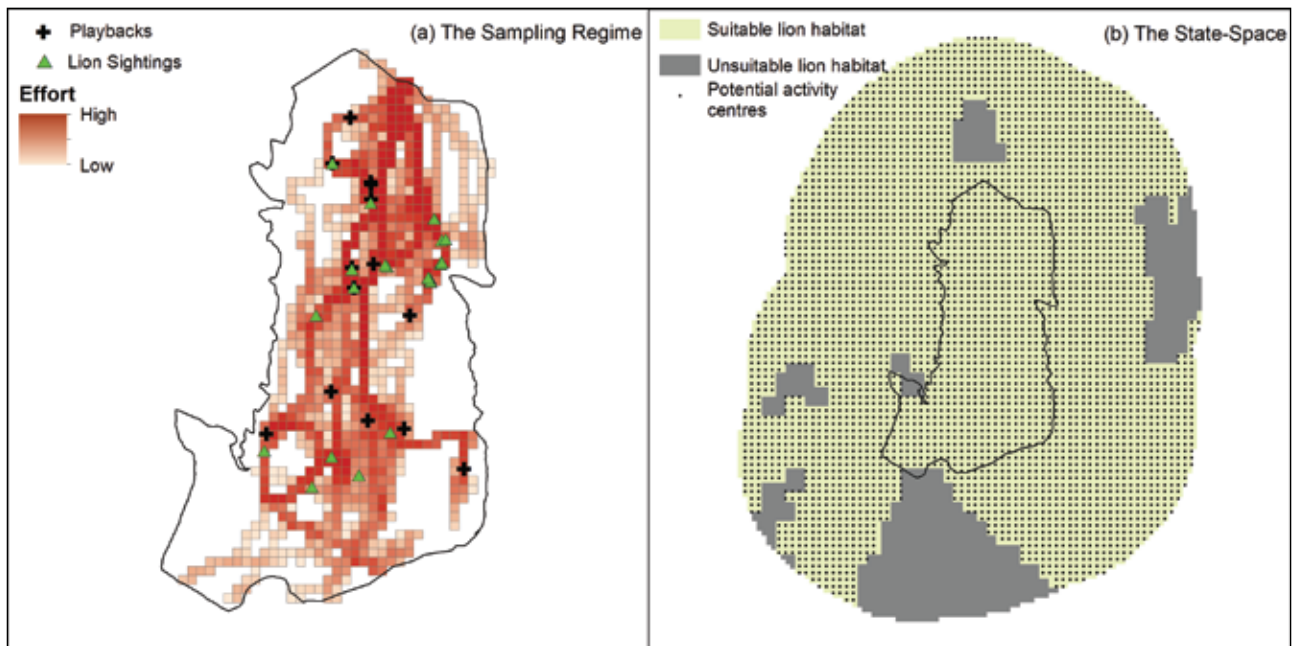 Playbacks
Lion Sightings
Effort
High
Low
(a) The Sampling Regime
Suitable lion habitat
Unsuitable lion habitat
Potential activity
centres
(b) The State-Space